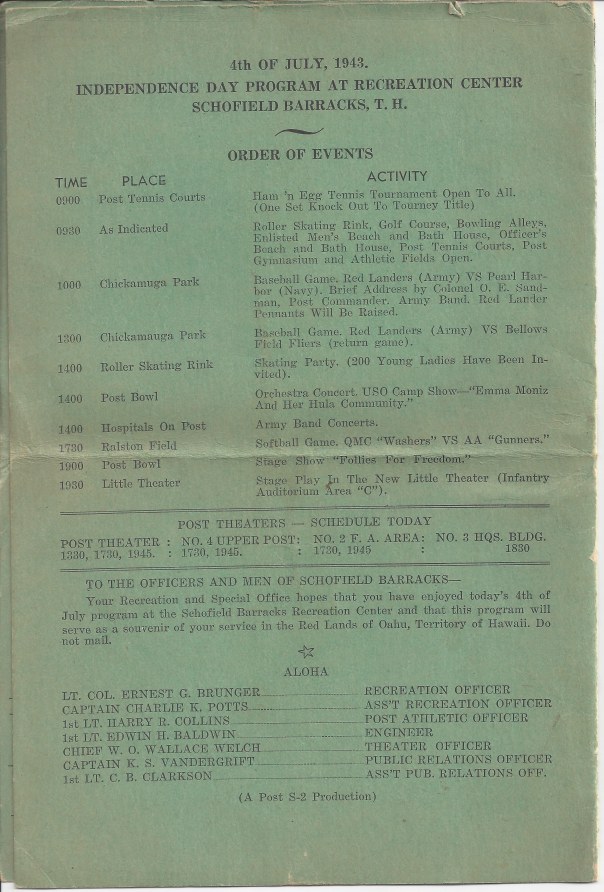 4th OF JULY, 1943.
INDEPENDENCE DAY PROGRAM AT RECREATION CENTER
SCHOFIELD BARRACKS, T. H.
ORDER OF EVENTS
TIME PLACE ACTIVITY
0900 Post Tennis Courts Ham 'n Egg Tennis Tournament Open To All.
(One Set Knock Out To Tourney Title)
0930 As Indicated Roller Skating Rink, Golf Course, Bowling Alleys,
Enlisted Men's Beach and Bath House, Officer's
Beach and Bath House, Post Tennis Courts, Post
Gymnasium and Athletic Fields Open.
1000 Chickamuga Park Baseball Game. Red Landers (Army) VS Pearl Har-
bor (Navy). Brief Address by Colonel O. E. Sand-
man, Post Commander. Army Band. Red Lander
Pennants Will Be Raised.
1300 Chickamauga Park Baseball Game. Red Landers (Army) VS Bellows
Field Fliers (return game).
1400 Roller Skating Rink Skating Party. (200 Young Ladies Have Been In-
vited).
1400 Post Bowl Orchestra Concert. USO Camp Show—"Emma Moniz
And Her Hula Community."
1400 Hospitals On Post Army Band Concerts.
1730 Ralston Field Softball Game. QMC "Washers" VS AA "Gunners."
1900 Post Bowl Stage Show "Follies For Freedom."
1930 Little Theater Stage Play In The New Little Theater (Infantry
Auditorium Area "C").
POST THEATERS — SCHEDULE TODAY
POST THEATER : NO. 4 UPPER POST: NO. 2 F. A. AREA: NO. 3 HQS. BLDG.
1330, 1730, 1945. : 1730, 1945. : 1730, 1945 : 1830
TO THE OFFICERS AND MEN OF SCHOFIELD BARRACKS—
Your Recreation and Special Office hopes that you have enjoyed today's 4th of
July program at the Schofield Barracks Recreation Center and that this program will
serve as a souvenir of your service in the Red Lands of Oahu, Territory of Hawaii. Do
not mail.
ALOHA
LT. COL. ERNEST G. BRUNGER RECREATION OFFICER
CAPTAIN CHARLIE K. POTTS ASS'T RECREATION OFFICER
1st LT. HARRY R. COLLINS POST ATHLETIC OFFICER
1st LT. EDWIN H. BALDWIN ENGINEER
CHIEF W. O. WALLACE WELCH THEATER OFFICER
CAPTAIN K. S. VANDERGRIFT PUBLIC RELATIONS OFFICER
1st LT. C. B. CLARKSON ASS'T PUB. RELATIONS OFF.
(A Post S-2 Production)